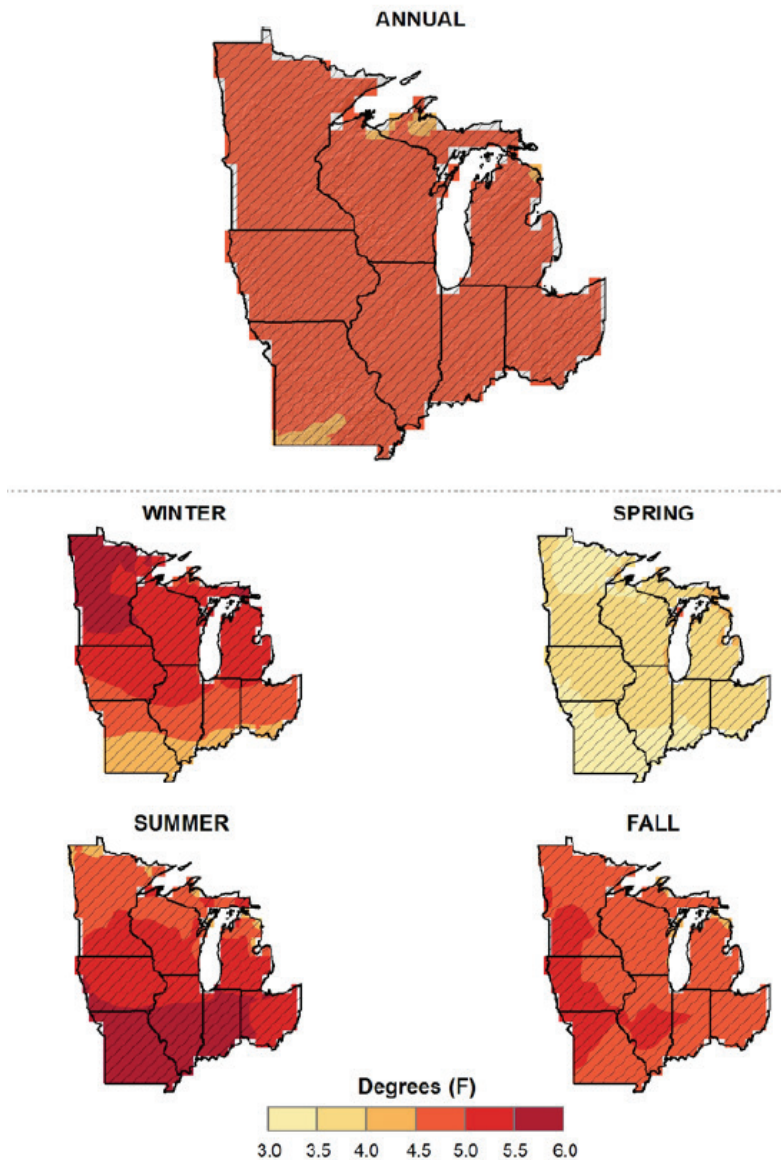 ANNUAL
WINTER
SPRING
SUMMER
FALL
Degrees (F)
3.0 3.5 4.0 4.5 5.0 5.5 6.0